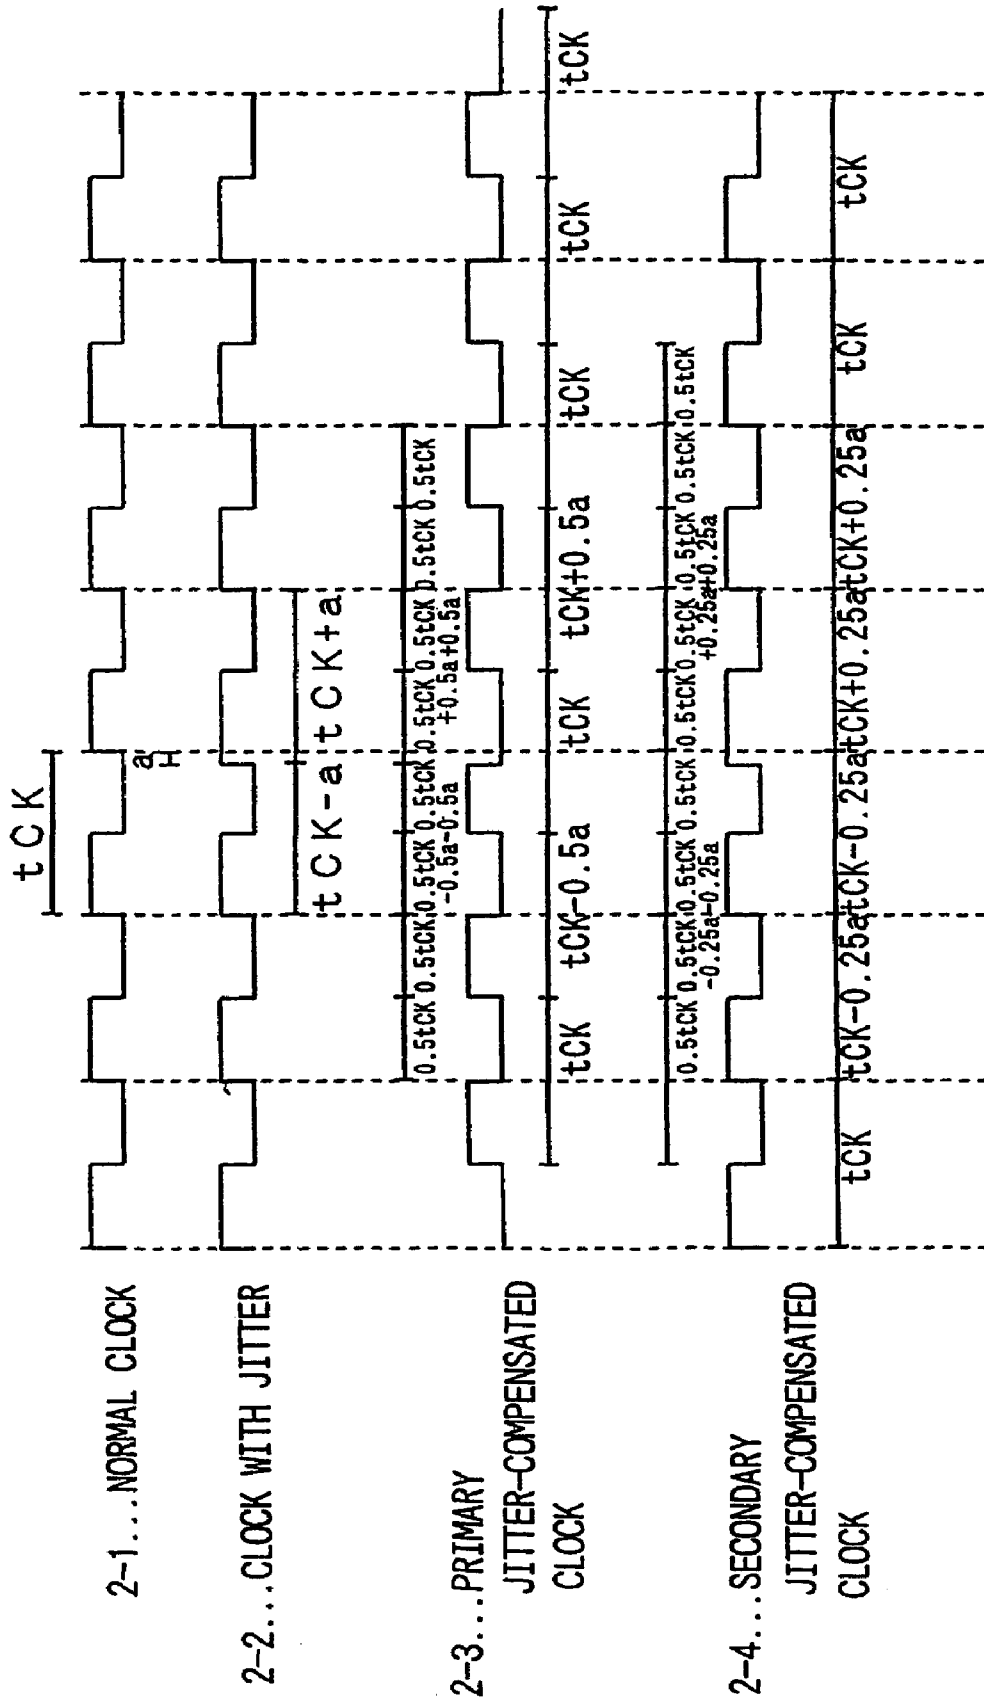 tCK
2-1...NORMAL CLOCK
a
2-2...CLOCK WITH JITTER
tCK-a tCK+a
0.5tCK 0.5tCK 0.5tCK 0.5tCK 0.5tCK 0.5tCK 0.5tCK 0.5tCK
-0.5a-0.5a +0.5a+0.5a
2-3...PRIMARY
JITTER-COMPENSATED
CLOCK
tCK tCK-0.5a tCK tCK+0.5a tCK tCK tCK
0.5tCK 0.5tCK 0.5tCK 0.5tCK 0.5tCK 0.5tCK 0.5tCK 0.5tCK 0.5tCK
-0.25a-0.25a +0.25a+0.25a
2-4...SECONDARY
JITTER-COMPENSATED
CLOCK
tCK tCK-0.25a tCK-0.25a tCK+0.25a tCK+0.25a tCK tCK